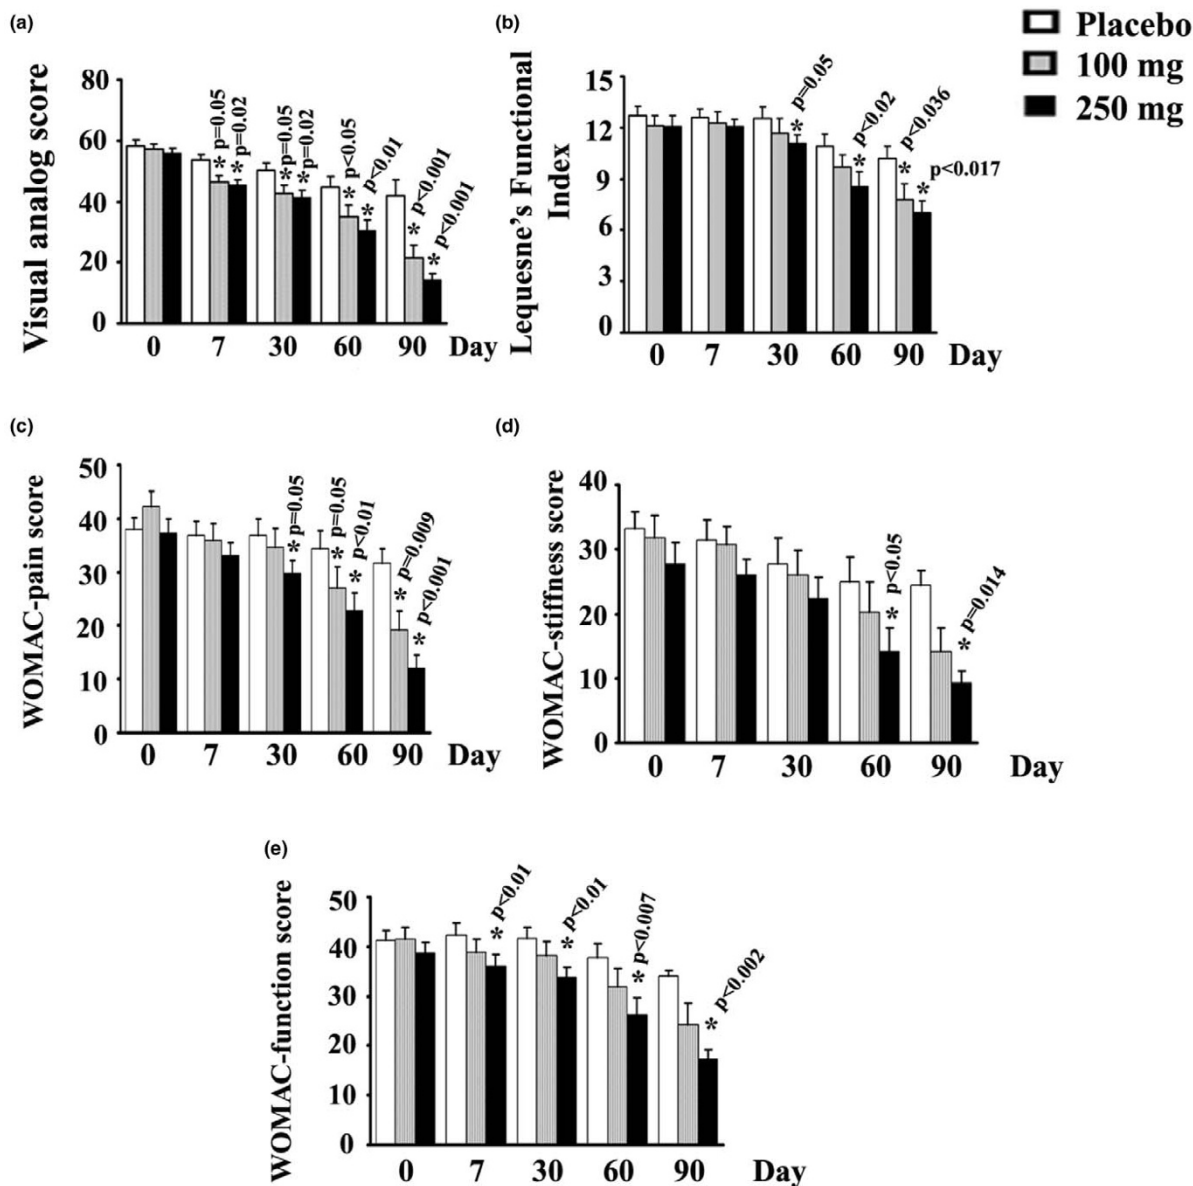 (a)
(b)
Placebo
100 mg
250 mg
Visual analog score
80
60
40
20
0
p=0.05
*
p=0.02
*
*p=0.05
*p=0.02
* p<0.05
* p<0.01
* p<0.001
* p<0.001
0 7 30 60 90 Day
Lequesne's Functional
Index
15
12
9
6
3
0
* p=0.05
* p<0.02
* p<0.036
* p<0.017
0 7 30 60 90 Day
(c)
(d)
WOMAC-pain score
50
40
30
20
10
0
* p=0.05
* p=0.05
* p<0.01
* p=0.009
* p<0.001
0 7 30 60 90 Day
WOMAC-stiffness score
40
30
20
10
0
* p<0.05
* p=0.014
0 7 30 60 90 Day
(e)
WOMAC-function score
50
40
30
20
10
0
* p<0.01
* p<0.01
* p<0.007
* p<0.002
0 7 30 60 90 Day